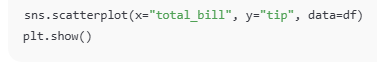 sns.scatterplot(x="total_bill", y="tip", data=df)
plt.show()